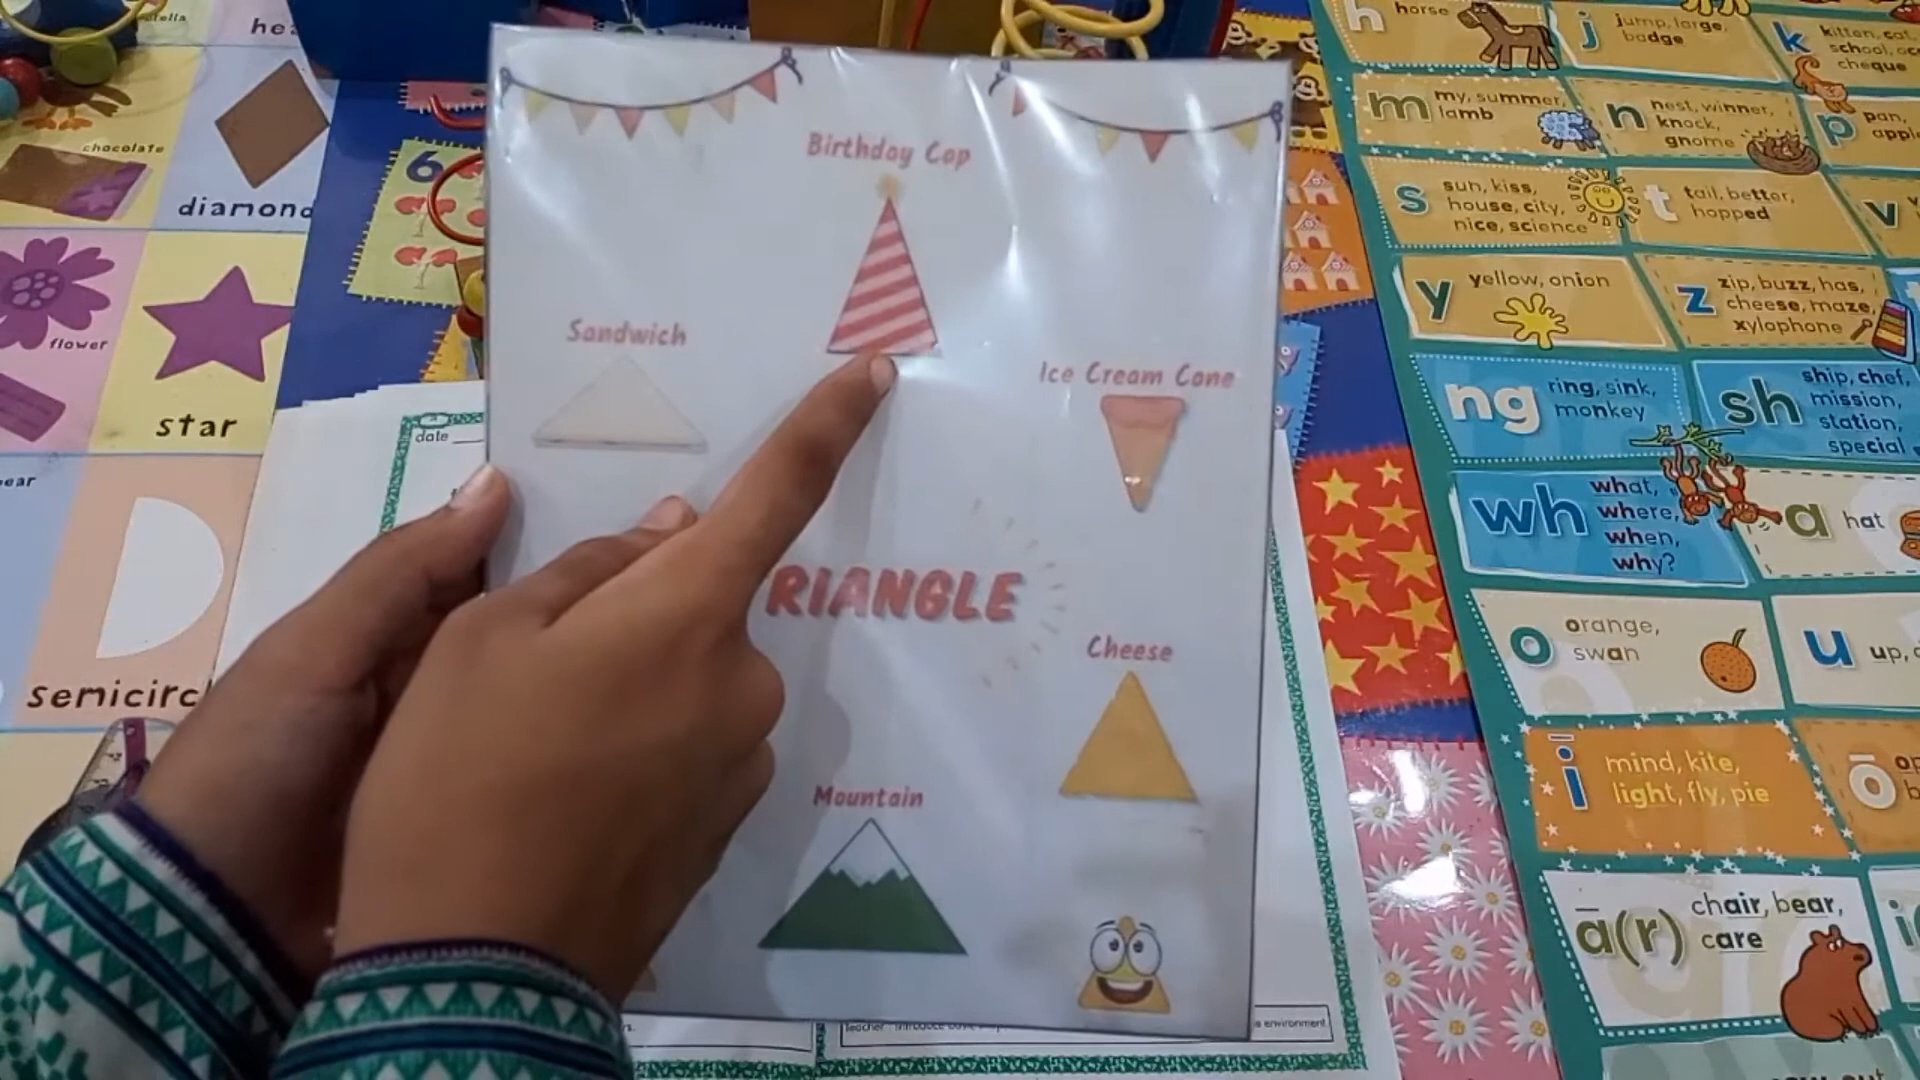 chocolate
diamond
flower
star
semicirc
6
date
Birthday Cap
Sandwich
Ice Cream Cone
RIANGLE
Cheese
Mountain
h horse
j jump, large,
badge
k kitten, cat,
school,
cheque
m my, summer,
lamb
n nest, winner,
knock,
gnome
p pan,
s sun, kiss,
house, city,
nice, science
t tail, better,
hopped
v
y yellow, onion
z zip, buzz, has,
cheese, maze,
xylophone
ng ring, sink,
monkey
sh ship, chef,
mission,
station,
special
wh what,
where,
when,
why?
a hat
o orange,
swan
u up,
ī mind, kite,
light, fly, pie
ō
ā(r) chair, bear,
care
environment